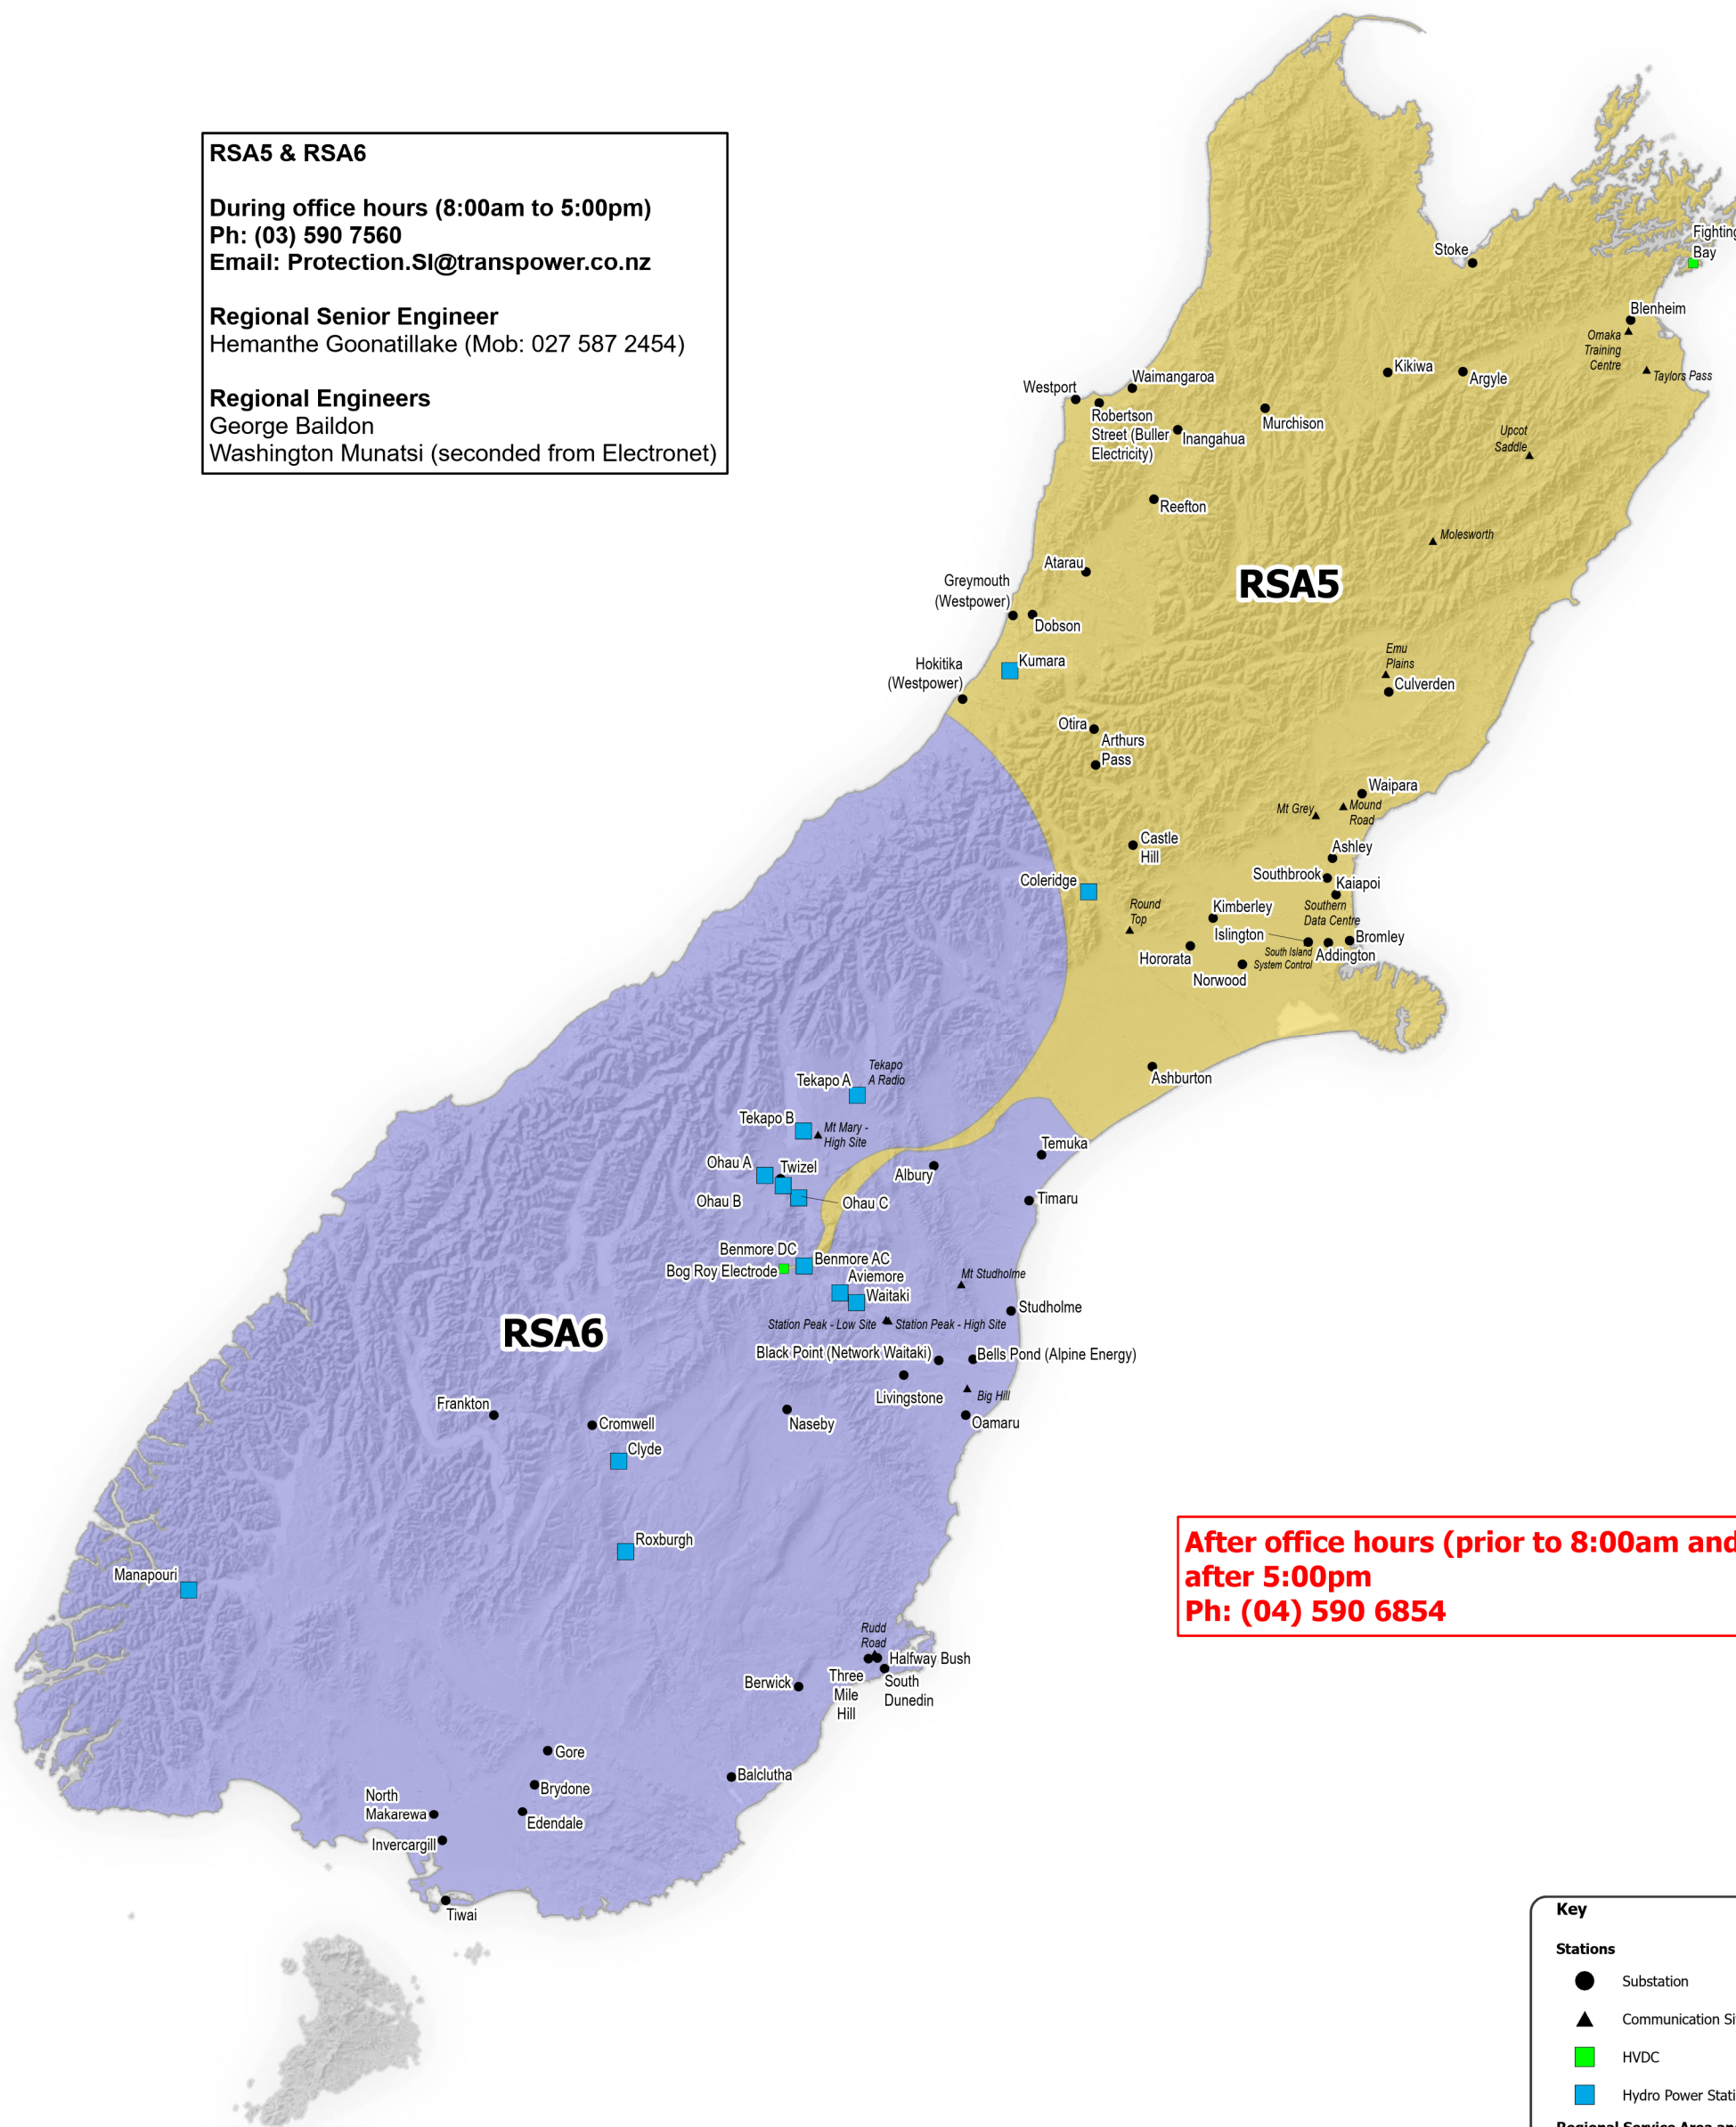 RSA5 & RSA6
During office hours (8:00am to 5:00pm)
Ph: (03) 590 7560
Email: Protection.SI@transpower.co.nz
Regional Senior Engineer
Hemanthe Goonatillake (Mob: 027 587 2454)
Regional Engineers
George Baildon
Washington Munatsi (seconded from Electronet)
Fighting
Bay
Stoke
Blenheim
Omaka
Training
Centre
Taylors Pass
Kikiwa
Argyle
Waimangaroa
Westport
Robertson
Street (Buller
Electricity)
Inangahua
Murchison
Upcot
Saddle
Reefton
Molesworth
Atarau
RSA5
Greymouth
(Westpower)
Dobson
Emu
Plains
Culverden
Kumara
Hokitika
(Westpower)
Otira
Arthurs
Pass
Waipara
Mound
Road
Mt Grey
Castle
Hill
Ashley
Southbrook
Kaiapoi
Coleridge
Round
Top
Kimberley
Southern
Data Centre
Islington
Bromley
South Island
System Control
Addington
Hororata
Norwood
Ashburton
Tekapo
A Radio
Tekapo A
Tekapo B
Mt Mary -
High Site
Temuka
Ohau A
Twizel
Albury
Ohau B
Ohau C
Timaru
Benmore DC
Benmore AC
Bog Roy Electrode
Aviemore
Mt Studholme
Waitaki
Studholme
Station Peak - Low Site
Station Peak - High Site
RSA6
Black Point (Network Waitaki)
Bells Pond (Alpine Energy)
Livingstone
Big Hill
Frankton
Cromwell
Naseby
Oamaru
Clyde
Roxburgh
Manapouri
After office hours (prior to 8:00am and
after 5:00pm
Ph: (04) 590 6854
Rudd
Road
Halfway Bush
Three
Mile
Hill
South
Dunedin
Berwick
Gore
Brydone
Balclutha
North
Makarewa
Edendale
Invercargill
Tiwai
Key
Stations
Substation
Communication Si
HVDC
Hydro Power Stati
Regional Service Area an